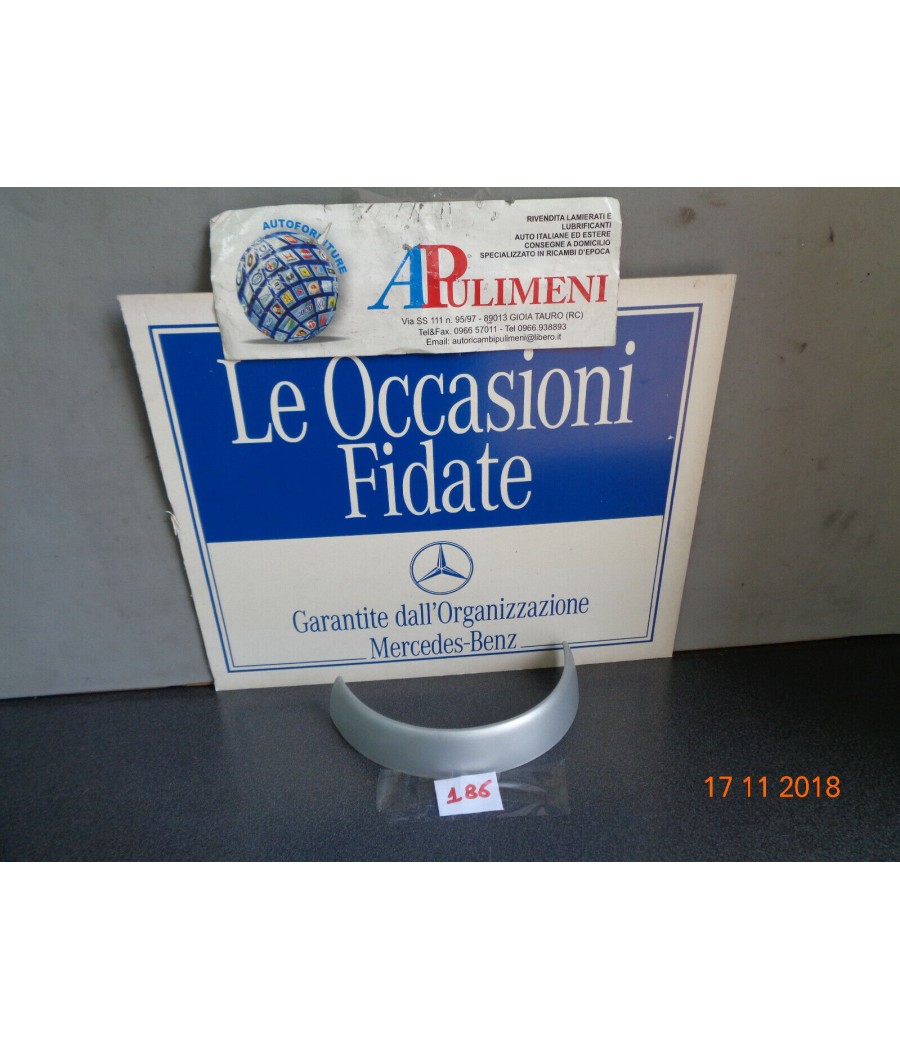 AUTOFORNITURE
RIVENDITA LAMIERATI E
LUBRIFICANTI
AUTO ITALIANE ED ESTERE
CONSEGNE A DOMICILIO
SPECIALIZZATO IN RICAMBI D'EPOCA
APULIMENI
Via SS 111 n. 95/97 - 89013 GIOIA TAURO (RC)
Tel&Fax. 0966 57011 - Tel 0966.938893
Email: autoricambipulimeni@libero.it
Le Occasioni
Fidate
Garantite dall'Organizzazione
Mercedes-Benz
186
17 11 2018